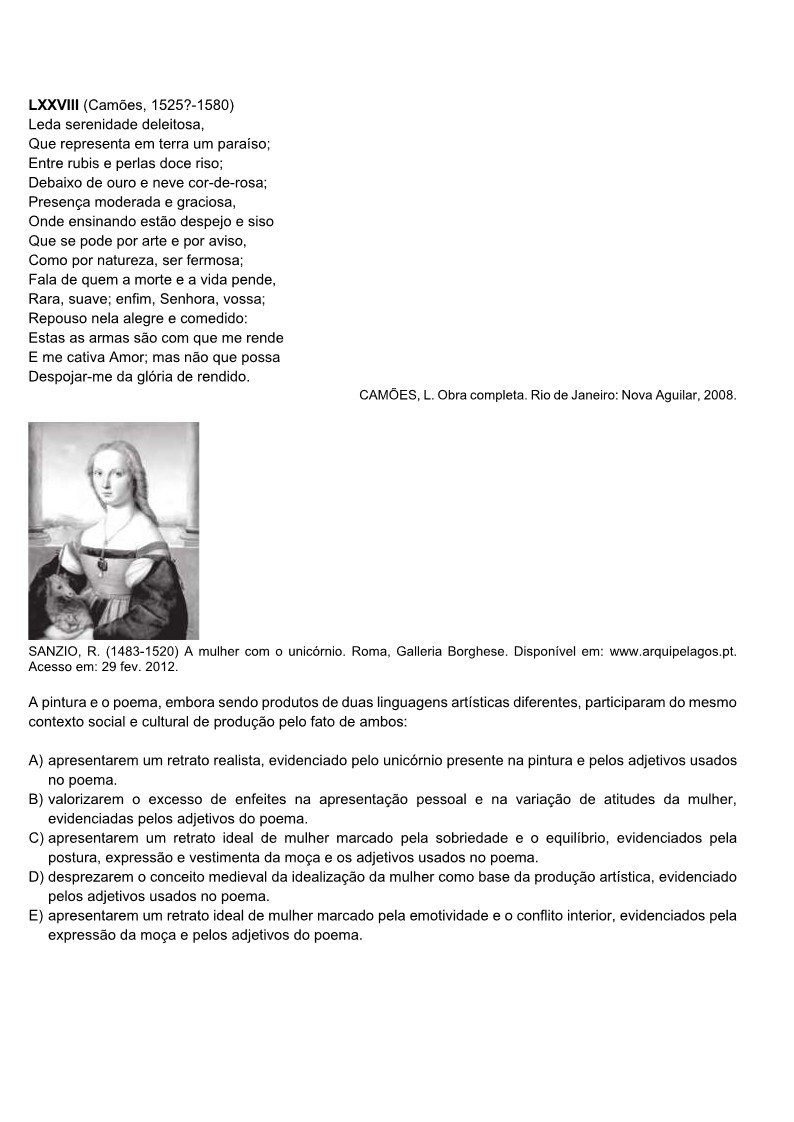 LXXVIII (Camões, 1525?-1580)
Leda serenidade deleitosa,
Que representa em terra um paraíso;
Entre rubis e perlas doce riso;
Debaixo de ouro e neve cor-de-rosa;
Presença moderada e graciosa,
Onde ensinando estão despejo e siso
Que se pode por arte e por aviso,
Como por natureza, ser fermosa;
Fala de quem a morte e a vida pende,
Rara, suave; enfim, Senhora, vossa;
Repouso nela alegre e comedido:
Estas as armas são com que me rende
E me cativa Amor; mas não que possa
Despojar-me da glória de rendido.
CAMÕES, L. Obra completa. Rio de Janeiro: Nova Aguilar, 2008.
SANZIO, R. (1483-1520) A mulher com o unicórnio. Roma, Galleria Borghese. Disponível em: www.arquipelagos.pt.
Acesso em: 29 fev. 2012.
A pintura e o poema, embora sendo produtos de duas linguagens artísticas diferentes, participaram do mesmo
contexto social e cultural de produção pelo fato de ambos:
A) apresentarem um retrato realista, evidenciado pelo unicórnio presente na pintura e pelos adjetivos usados
no poema.
B) valorizarem o excesso de enfeites na apresentação pessoal e na variação de atitudes da mulher,
evidenciadas pelos adjetivos do poema.
C) apresentarem um retrato ideal de mulher marcado pela sobriedade e o equilíbrio, evidenciados pela
postura, expressão e vestimenta da moça e os adjetivos usados no poema.
D) desprezarem o conceito medieval da idealização da mulher como base da produção artística, evidenciado
pelos adjetivos usados no poema.
E) apresentarem um retrato ideal de mulher marcado pela emotividade e o conflito interior, evidenciados pela
expressão da moça e pelos adjetivos do poema.